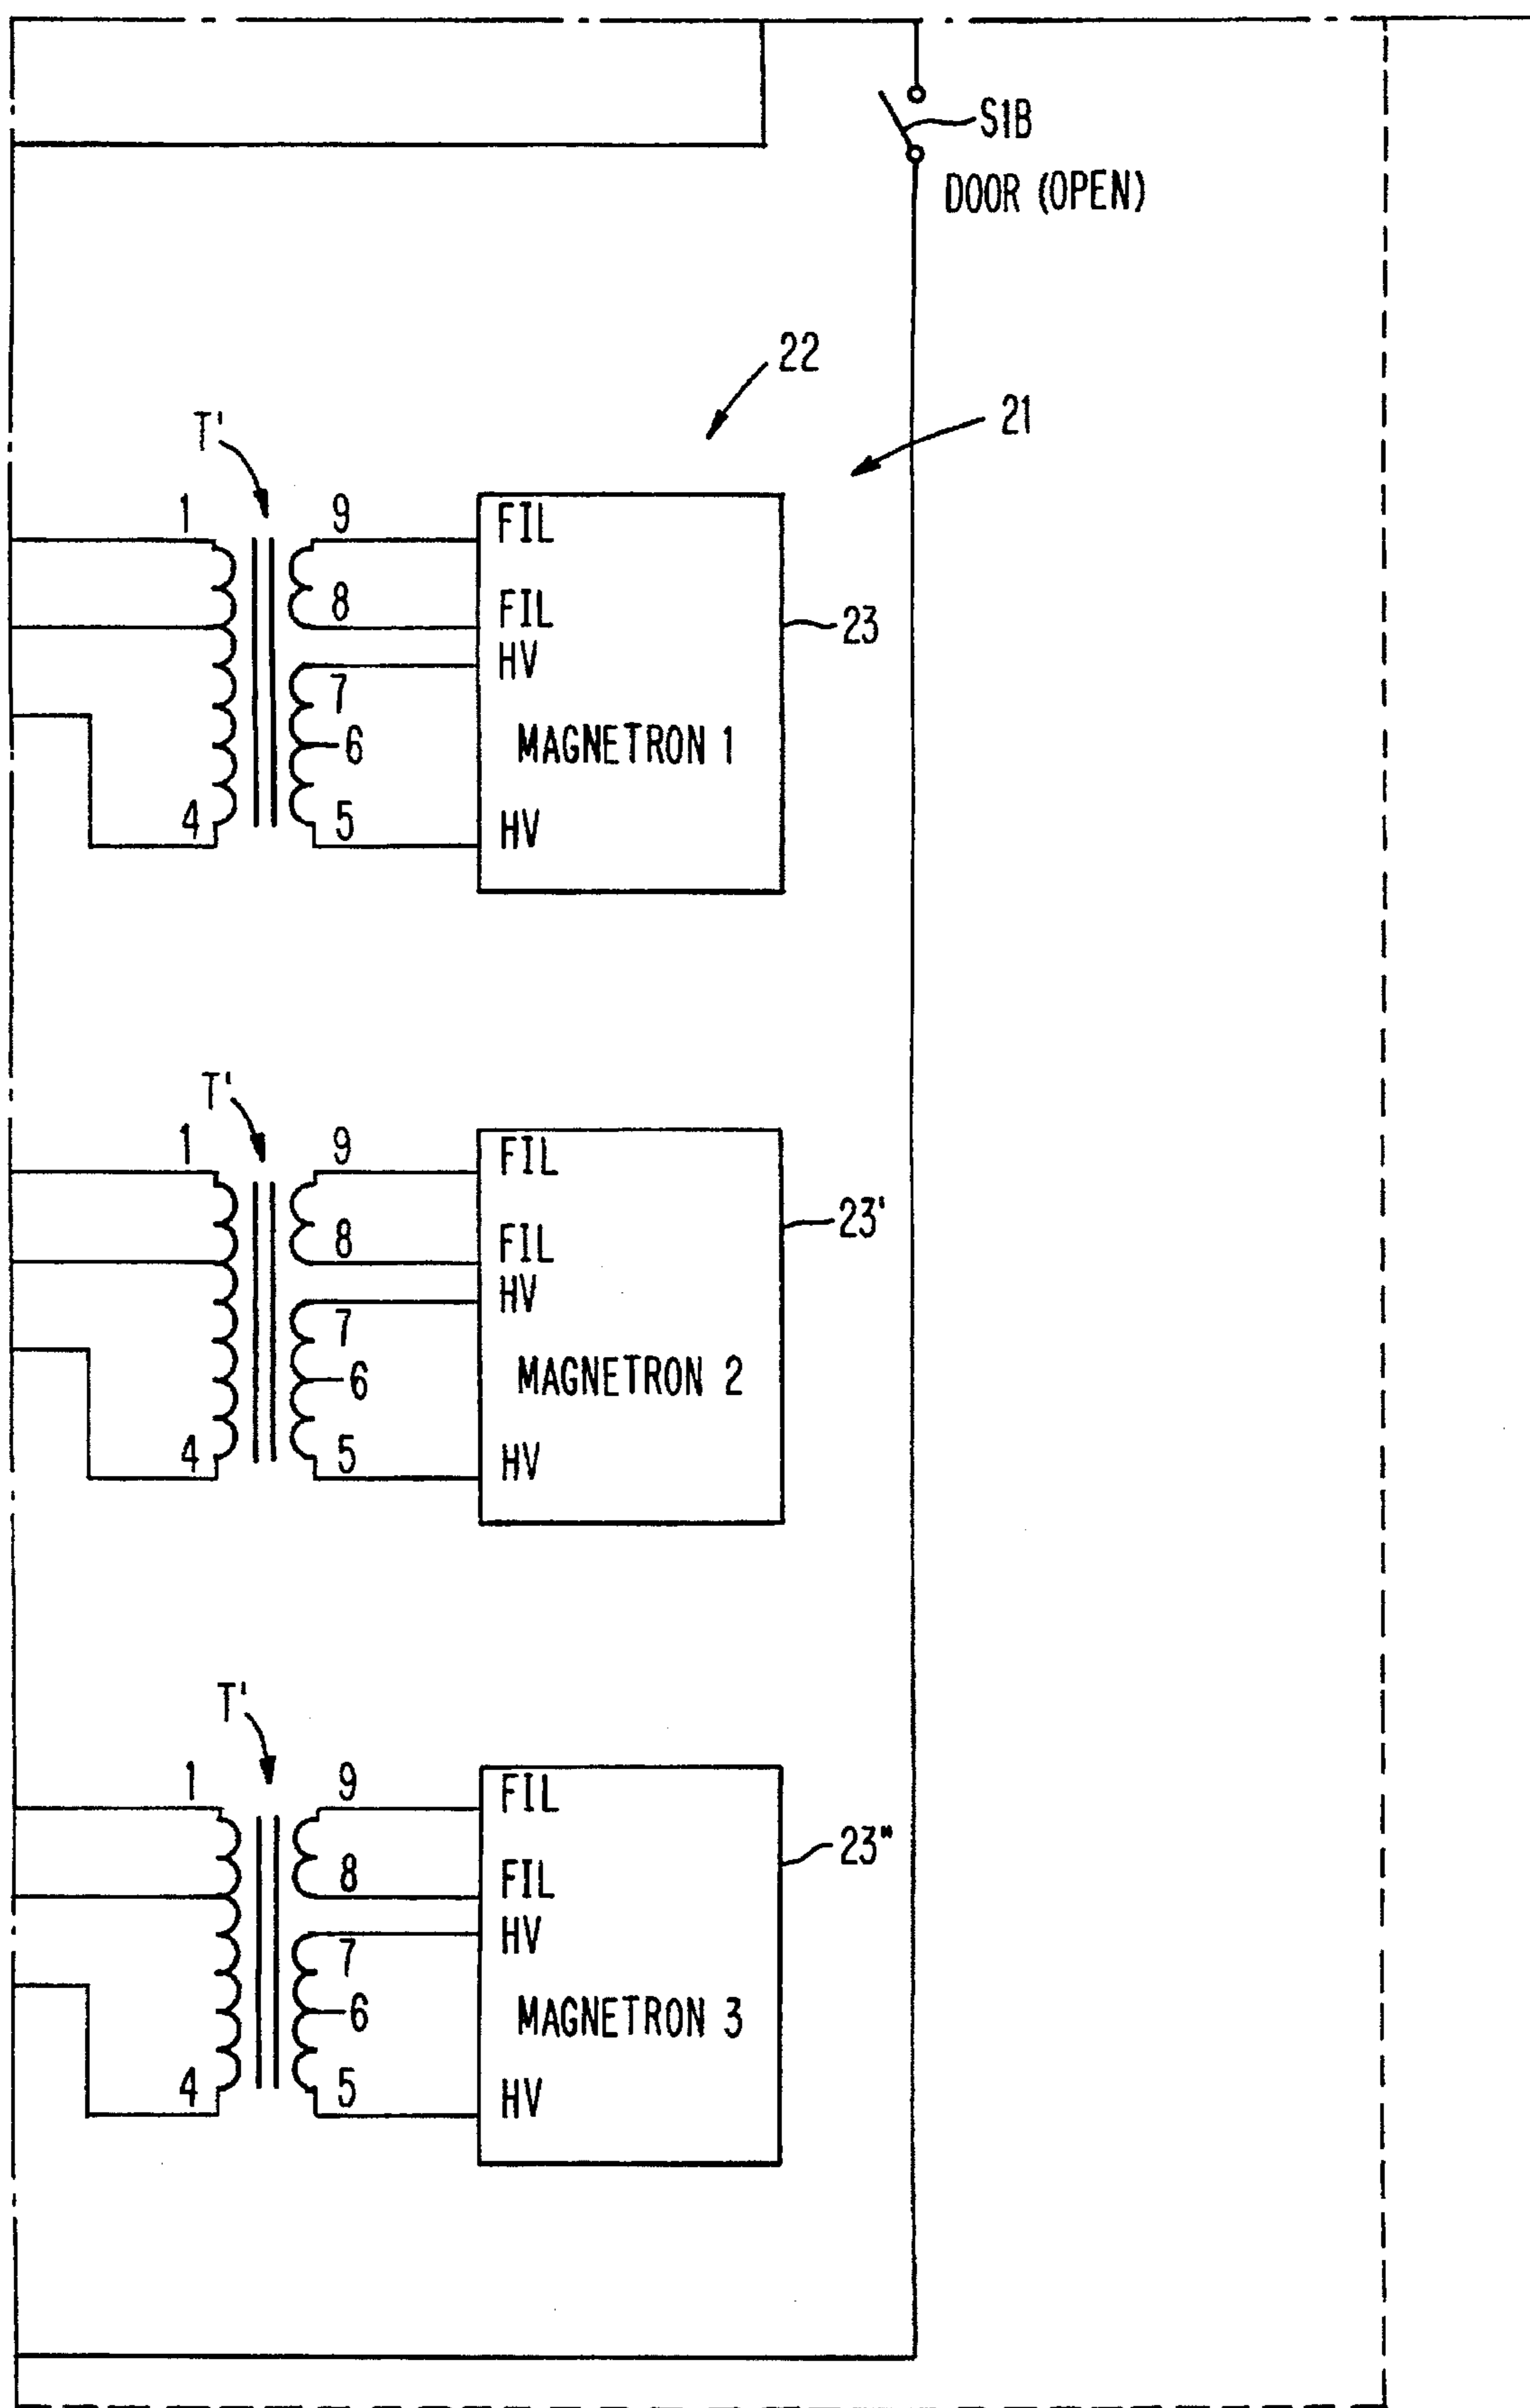 S1B
DOOR (OPEN)
22
21
T'
1
9
FIL
8
FIL
23
HV
7
MAGNETRON 1
6
4
5
HV
T'
1
9
FIL
23'
8
FIL
HV
7
MAGNETRON 2
6
4
5
HV
T'
1
9
FIL
23"
8
FIL
HV
7
6
MAGNETRON 3
4
5
HV